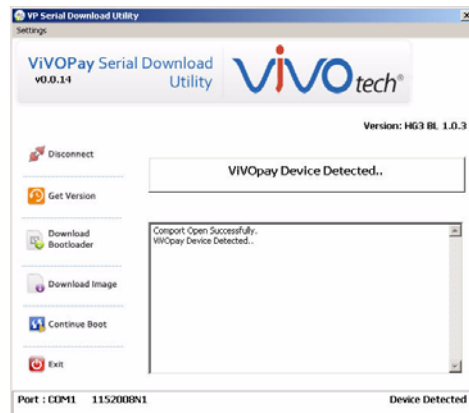 VP Serial Download Utility
Settings
ViVOPay Serial Download
v0.0.14 Utility
ViVOtech®
Version: HG3 BL 1.0.3
Disconnect
ViVOpay Device Detected..
Get Version
Comport Open Successfully.
ViVOpay Device Detected..
Download
Bootloader
Download Image
Continue Boot
Exit
Port : COM1 1152008N1 Device Detected